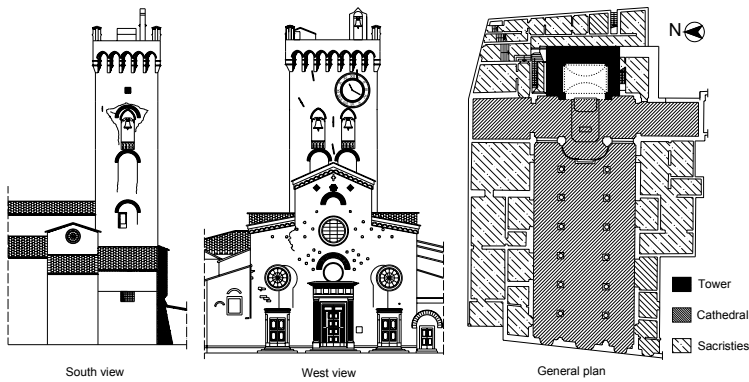 N
Tower
Cathedral
Sacristies
South view
West view
General plan